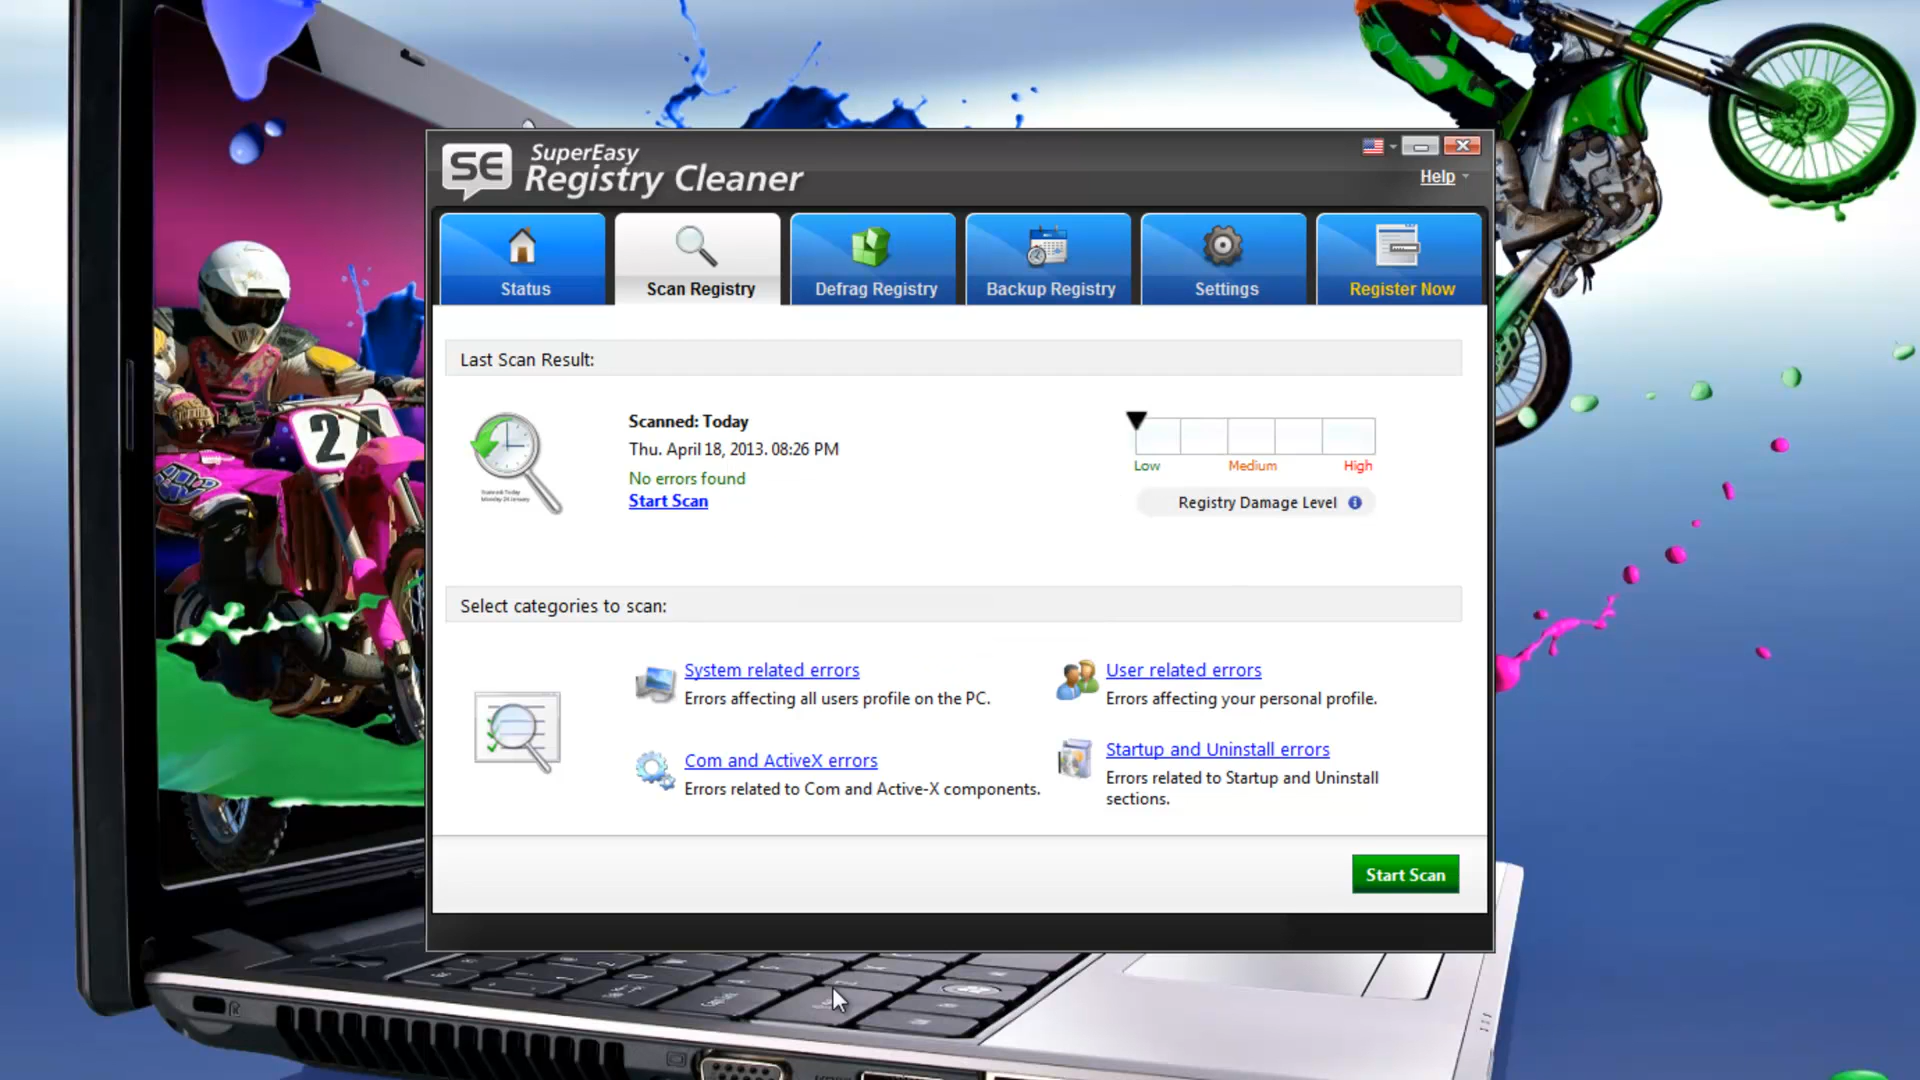 SE
SuperEasy
Registry Cleaner
Help
Status
Scan Registry
Defrag Registry
Backup Registry
Settings
Register Now
Last Scan Result:
Scanned: Today
Thu. April 18, 2013. 08:26 PM
No errors found
Start Scan
Low Medium High
Registry Damage Level
Select categories to scan:
System related errors
Errors affecting all users profile on the PC.
User related errors
Errors affecting your personal profile.
Com and ActiveX errors
Errors related to Com and Active-X components.
Startup and Uninstall errors
Errors related to Startup and Uninstall
sections.
Start Scan